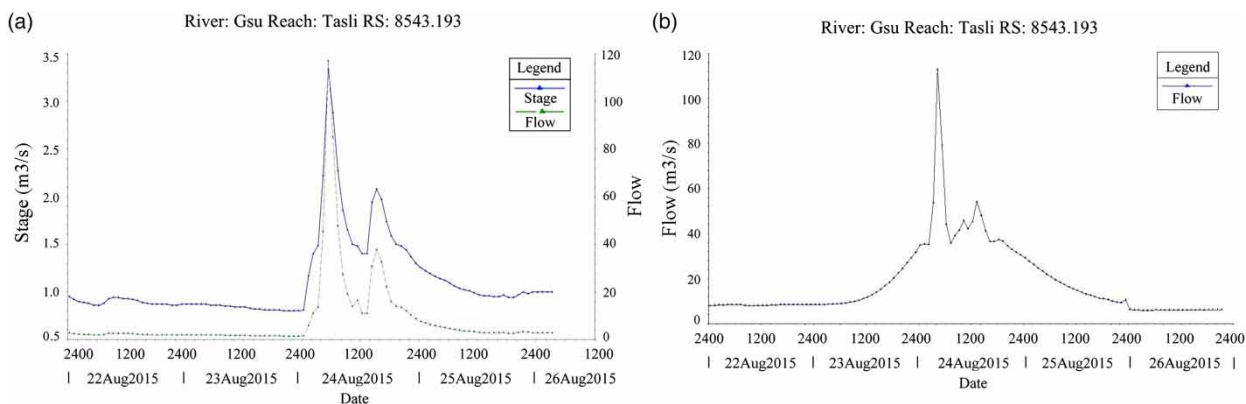 (a)
River: Gsu Reach: Tasli RS: 8543.193
Legend
Stage
Flow
Stage (m3/s)
3.5
3.0
2.5
2.0
1.5
1.0
0.5
Flow
120
100
80
60
40
20
0
2400 1200 2400 1200 2400 1200 2400 1200 2400 1200
22Aug2015 23Aug2015 24Aug2015 25Aug2015 26Aug2015
Date
(b)
River: Gsu Reach: Tasli RS: 8543.193
Legend
Flow
Flow (m3/s)
120
100
80
60
40
20
0
2400 1200 2400 1200 2400 1200 2400 1200 2400 1200 2400
22Aug2015 23Aug2015 24Aug2015 25Aug2015 26Aug2015
Date